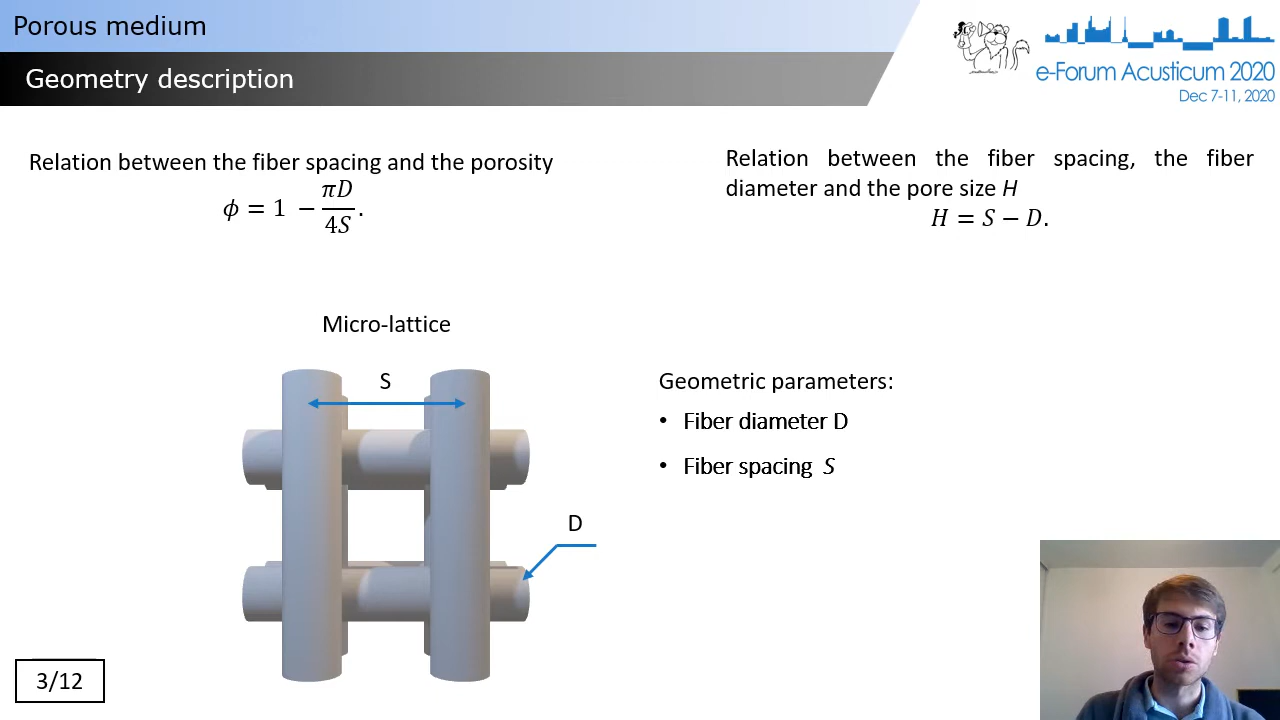 Porous medium
Geometry description
e-Forum Acusticum 2020
Dec 7-11, 2020
Relation between the fiber spacing and the porosity
ϕ = 1 − πD/4S.
Relation between the fiber spacing, the fiber
diameter and the pore size H
H = S − D.
Micro-lattice
S
D
Geometric parameters:
• Fiber diameter D
• Fiber spacing S
3/12